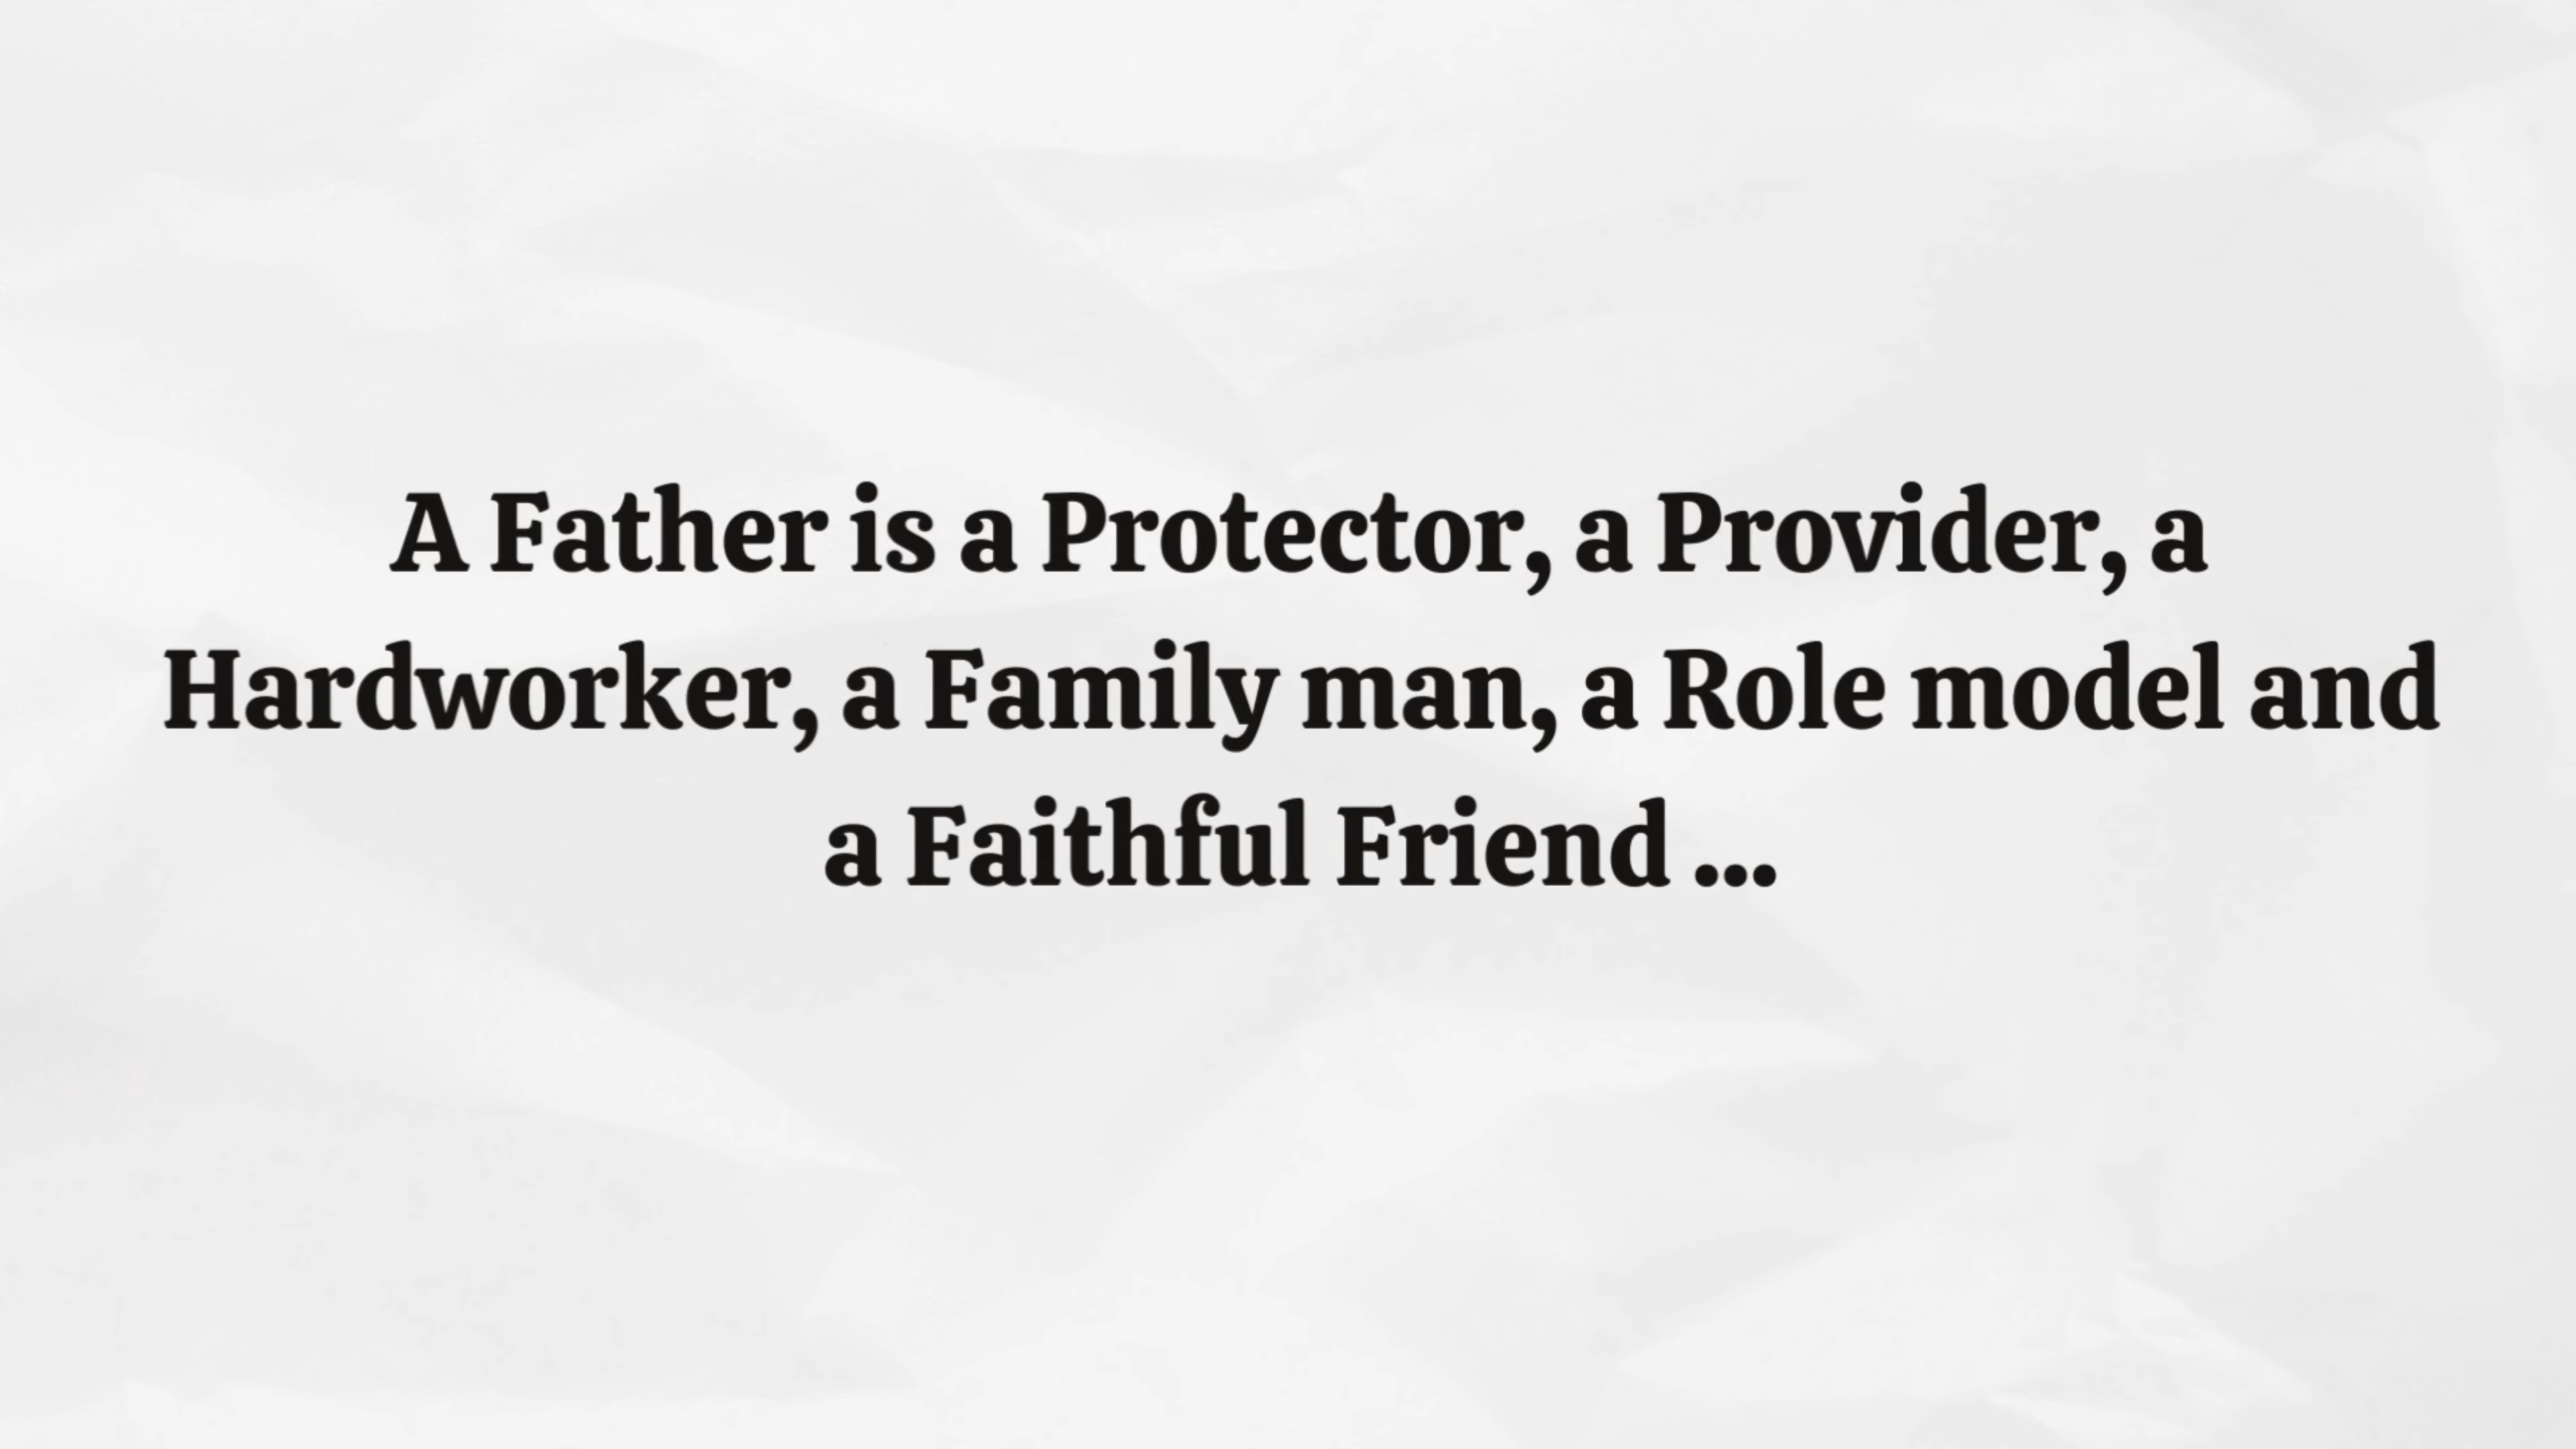 A Father is a Protector, a Provider, a
Hardworker, a Family man, a Role model and
a Faithful Friend ...